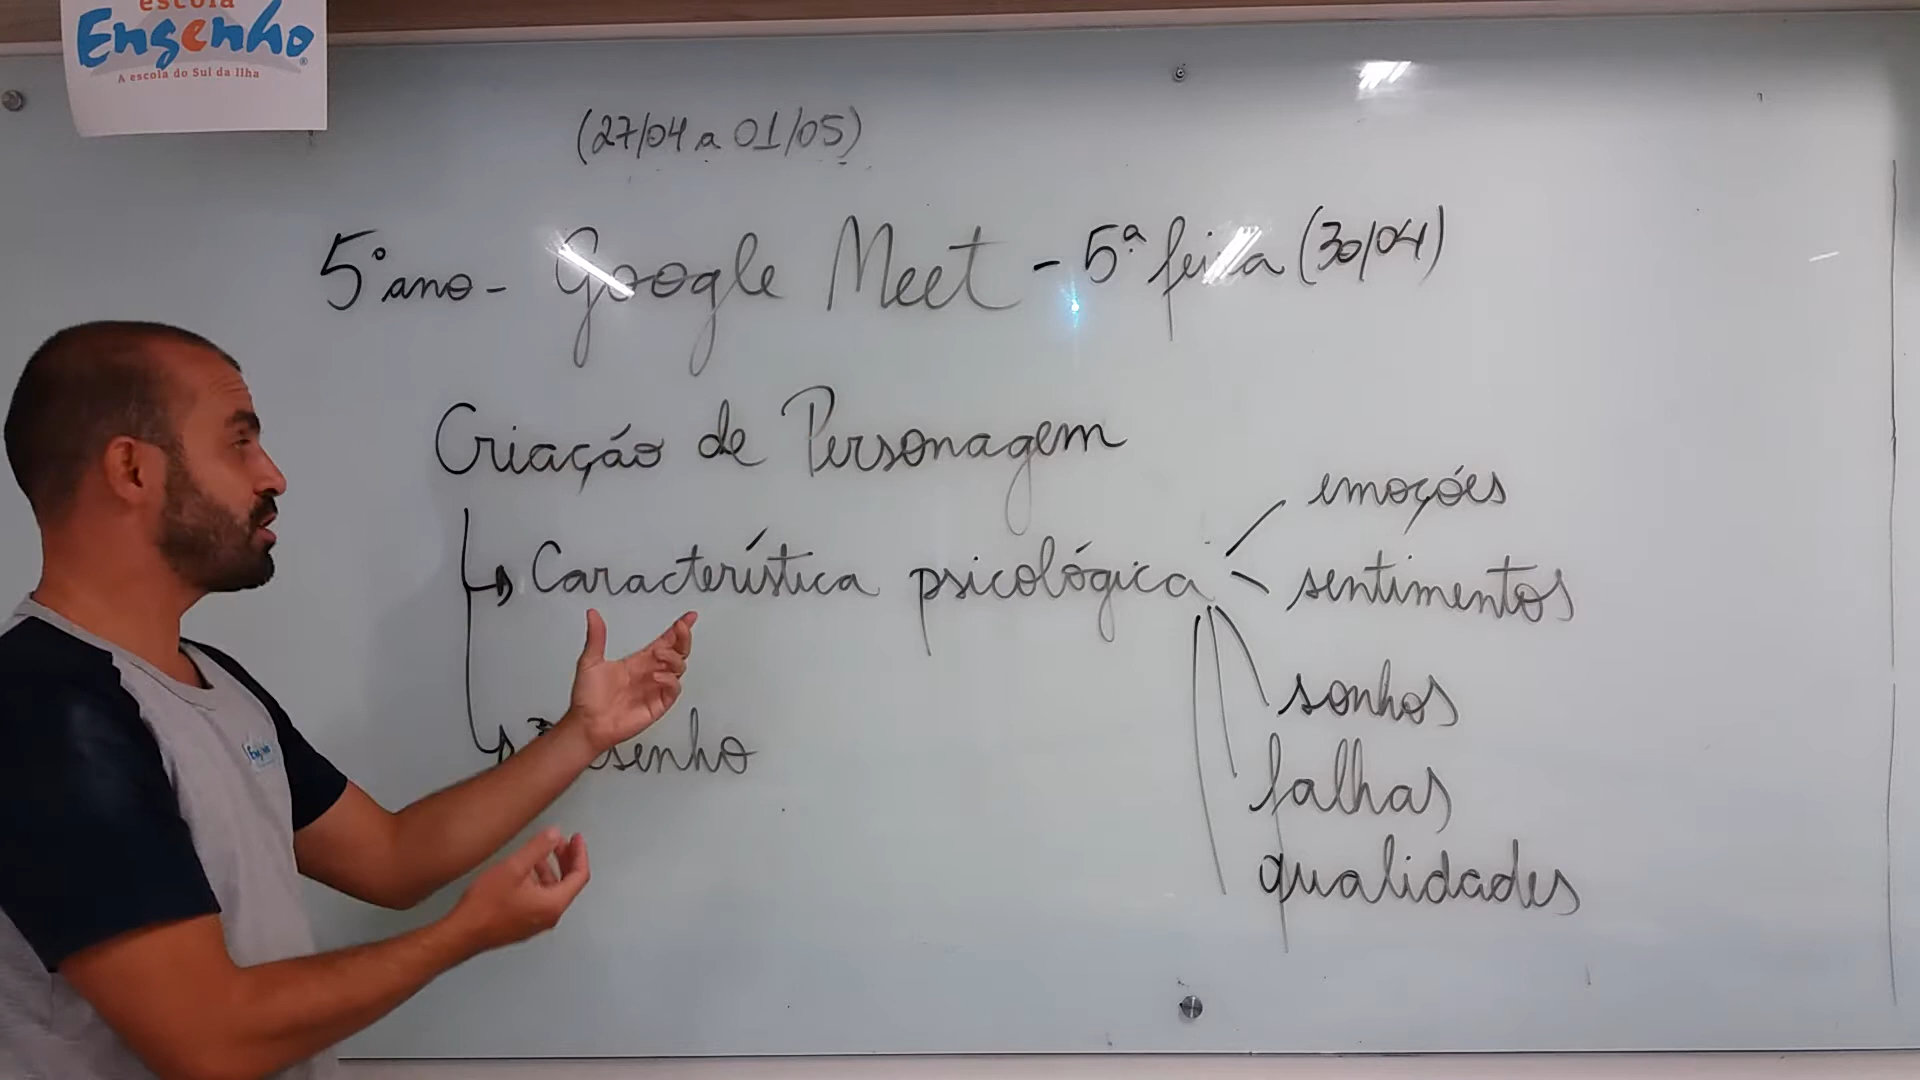 escola
Engenho®
A escola do Sul da Ilha
(27/04 a 01/05)
5º ano - Google Meet - 5ª feira (30/04)
Criação de Personagem
emoções
Característica psicológica
sentimentos
sonhos
falhas
qualidades
Engenho